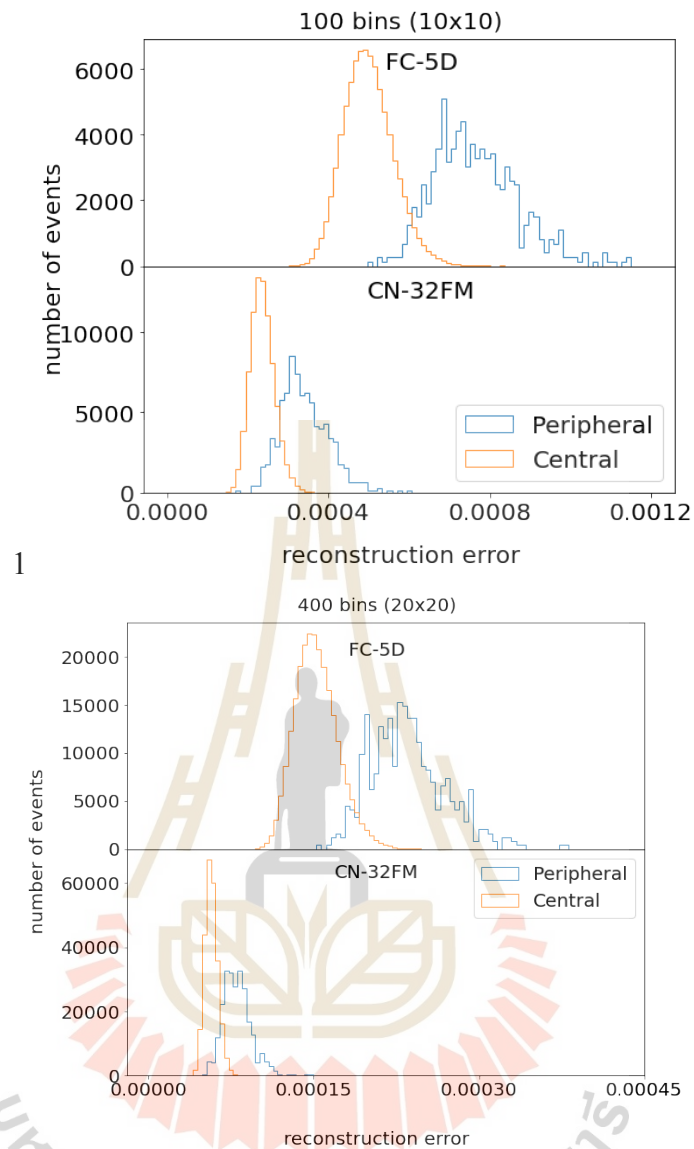 100 bins (10x10)
FC-5D
6000
4000
2000
0
number of events
CN-32FM
10000
5000
0
Peripheral
Central
0.0000
0.0004
0.0008
0.0012
reconstruction error
1
400 bins (20x20)
FC-5D
20000
15000
10000
5000
0
number of events
CN-32FM
60000
40000
20000
0
Peripheral
Central
0.00000
0.00015
0.00030
0.00045
reconstruction error